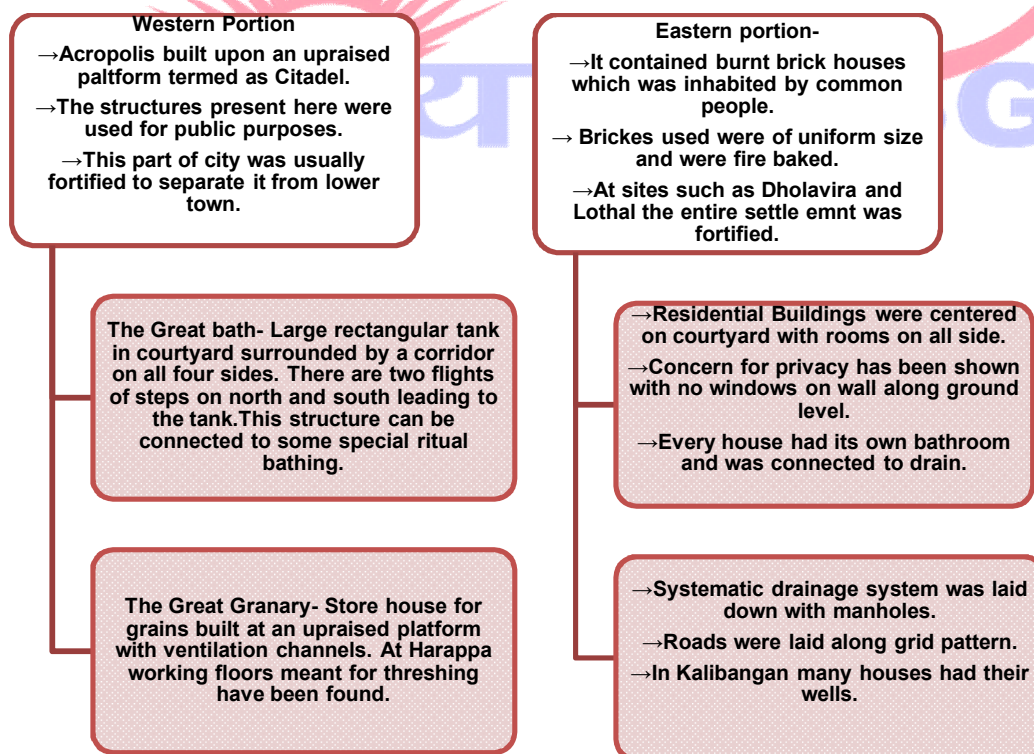 Western Portion
→Acropolis built upon an upraised
paltform termed as Citadel.
→The structures present here were
used for public purposes.
→This part of city was usually
fortified to separate it from lower
town.
The Great bath- Large rectangular tank
in courtyard surrounded by a corridor
on all four sides. There are two flights
of steps on north and south leading to
the tank.This structure can be
connected to some special ritual
bathing.
The Great Granary- Store house for
grains built at an upraised platform
with ventilation channels. At Harappa
working floors meant for threshing
have been found.
Eastern portion-
→It contained burnt brick houses
which was inhabited by common
people.
→ Brickes used were of uniform size
and were fire baked.
→At sites such as Dholavira and
Lothal the entire settle emnt was
fortified.
→Residential Buildings were centered
on courtyard with rooms on all side.
→Concern for privacy has been shown
with no windows on wall along ground
level.
→Every house had its own bathroom
and was connected to drain.
→Systematic drainage system was laid
down with manholes.
→Roads were laid along grid pattern.
→In Kalibangan many houses had their
wells.